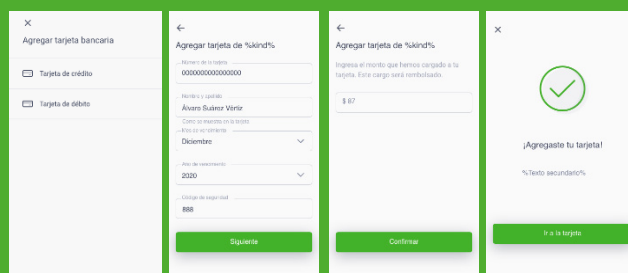 Agregar tarjeta bancaria
Tarjeta de crédito
Tarjeta de débito
Agregar tarjeta de %kind%
Número de la tarjeta
0000000000000000
Nombre y apellido
Álvaro Suárez Vértiz
Como se muestra en la tarjeta
Mes de vencimiento
Diciembre
Año de vencimiento
2020
Código de seguridad
888
Siguiente
Agregar tarjeta de %kind%
Ingresa el monto que hemos cargado a tu
tarjeta. Este cargo será rembolsado.
$ 87
Confirmar
¡Agregaste tu tarjeta!
%Texto secundario%
Ir a la tarjeta